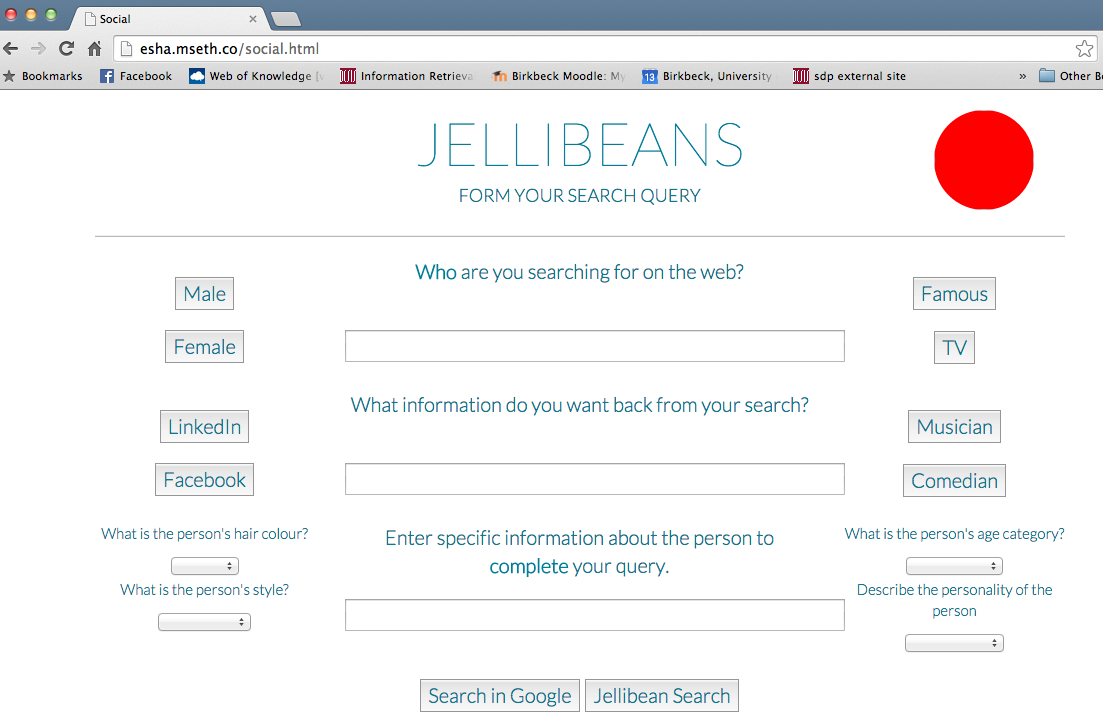 Social
esha.mseth.co/social.html
Bookmarks Facebook Web of Knowledge Information Retrieva Birkbeck Moodle: My 13 Birkbeck, University sdp external site » Other B
JELLIBEANS
FORM YOUR SEARCH QUERY
Who are you searching for on the web?
Male
Famous
Female
TV
What information do you want back from your search?
LinkedIn
Musician
Facebook
Comedian
What is the person's hair colour?
Enter specific information about the person to
complete your query.
What is the person's age category?
What is the person's style?
Describe the personality of the
person
Search in Google Jellibean Search